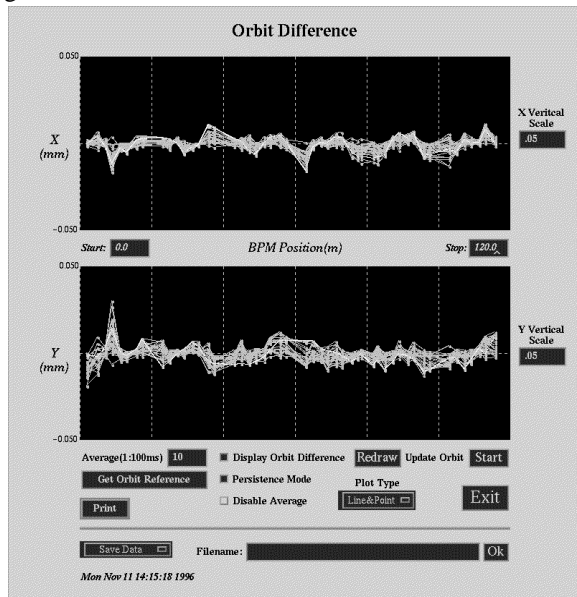 Orbit Difference
0.050
X
(mm)
-0.050
X Veritcal
Scale
.05
Start: 0.0
BPM Position(m)
Stop: 120.0
0.050
Y
(mm)
-0.050
Y Vertical
Scale
.05
Average(1:100ms) 10
Display Orbit Difference
Redraw
Update Orbit
Start
Get Orbit Reference
Persistence Mode
Plot Type
Print
Disable Average
Line&Point
Exit
Save Data
Filename:
Ok
Mon Nov 11 14:15:18 1996